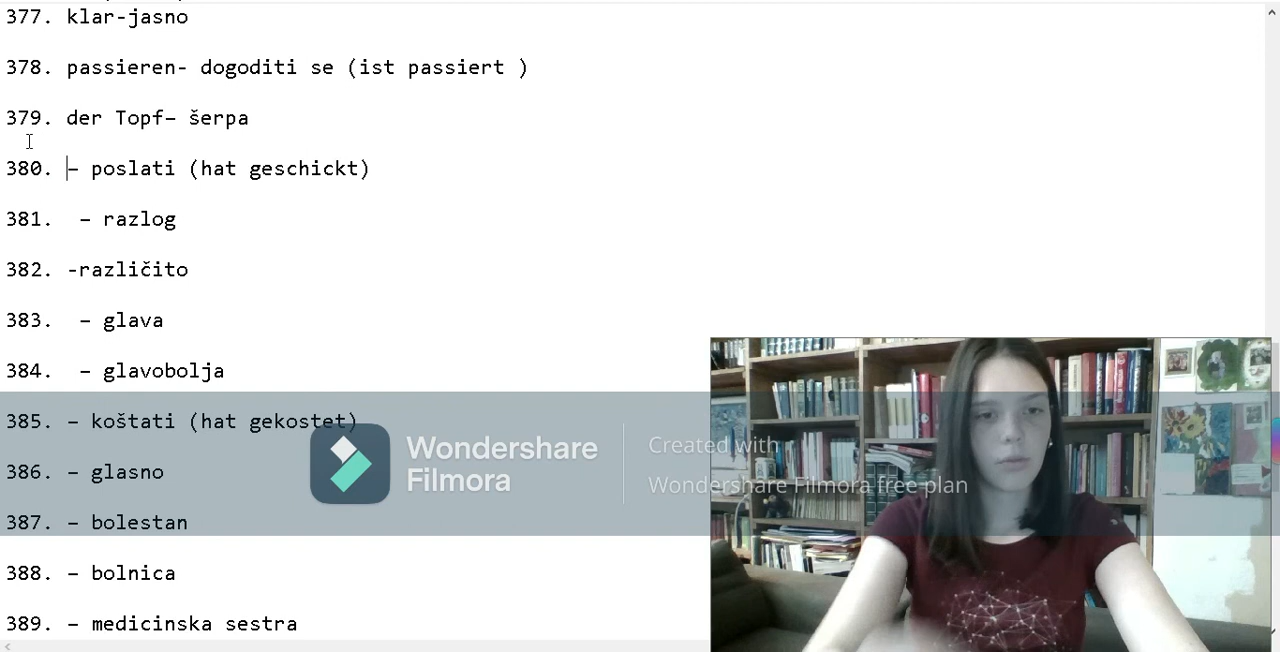 377. klar-jasno
378. passieren- dogoditi se (ist passiert )
379. der Topf– šerpa
380. – poslati (hat geschickt)
381. – razlog
382. -različito
383. – glava
384. – glavobolja
385. – koštati (hat gekostet)
386. – glasno
387. – bolestan
388. – bolnica
389. – medicinska sestra
Wondershare
Filmora
Created with
Wondershare Filmora free plan